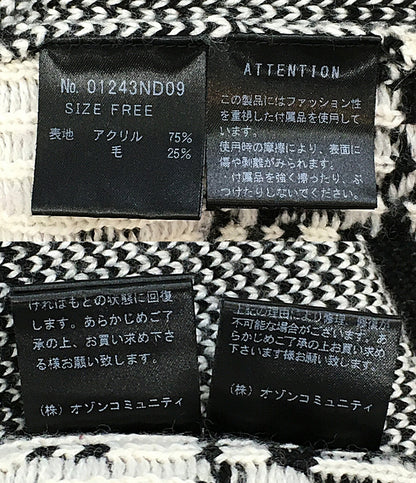 No. 01243ND09
SIZE FREE
表地 アクリル 75%
毛 25%
ATTENTION
この製品にはファッション性
を重視した付属品を使用して
います。
使用時の摩擦により、表面に
傷や剥離がみられます。
・付属品を強く擦ったり、ぶ
つけたりしないでください。
ければもとの状態に回復
します。あらかじめご了
承の上、お買い求め下さ
る様お願い致します。
(株) オゾンコミュニティ
上記の理由により修理、補償が
不可能な場合がございます。あ
らかじめご了承の上、お買い求め
下さいますようお願い致します。
(株) オゾンコミュニティ